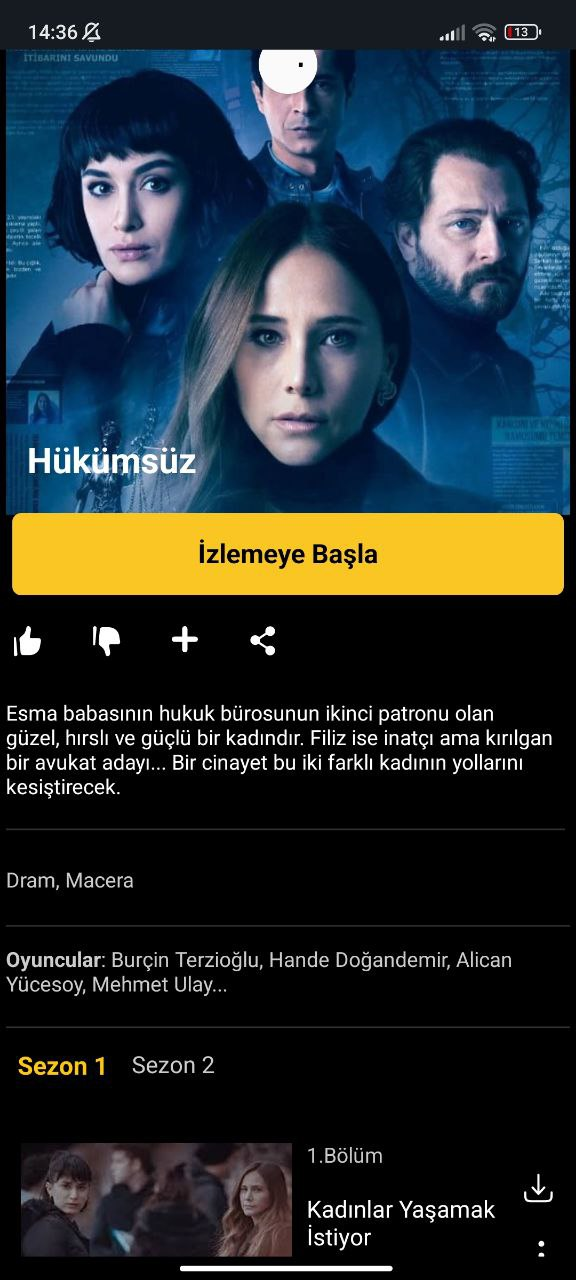 14:36
13
İTİBARINI SAVUNDU
Hükümsüz
İzlemeye Başla
Esma babasının hukuk bürosunun ikinci patronu olan
güzel, hırslı ve güçlü bir kadındır. Filiz ise inatçı ama kırılgan
bir avukat adayı... Bir cinayet bu iki farklı kadının yollarını
kesiştirecek.
Dram, Macera
Oyuncular: Burçin Terzioğlu, Hande Doğandemir, Alican
Yücesoy, Mehmet Ulay...
Sezon 1 Sezon 2
1.Bölüm
Kadınlar Yaşamak
İstiyor